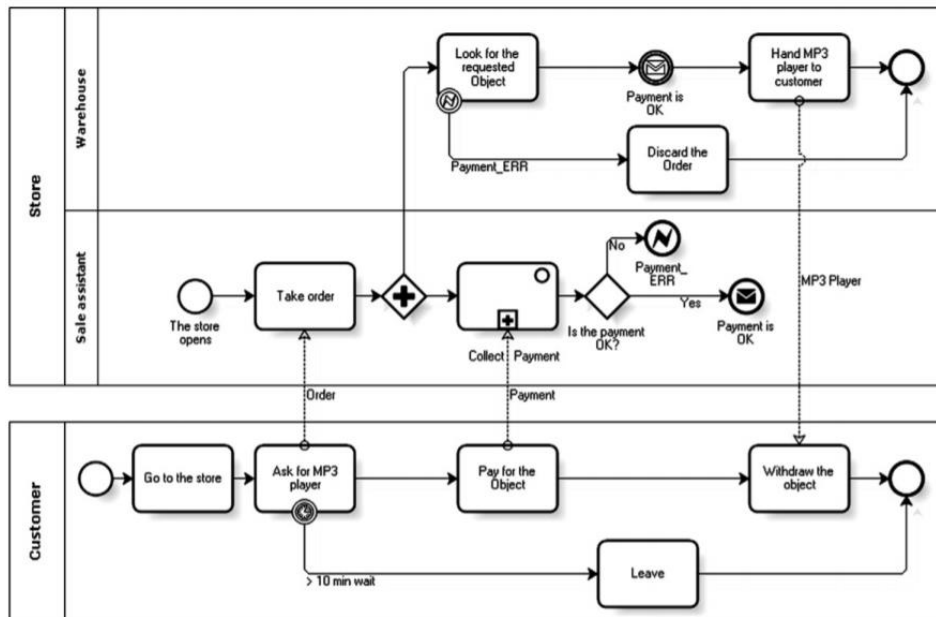 Store
Warehouse
Look for the
requested
Object
Payment is
OK
Hand MP3
player to
customer
Payment_ERR
Discard the
Order
Sale assistant
The store
opens
Take order
Collect Payment
Is the payment
OK?
No
Payment_
ERR
Yes
Payment is
OK
MP3 Player
Order
Payment
Customer
Go to the store
Ask for MP3
player
Pay for the
Object
Withdraw the
object
> 10 min wait
Leave